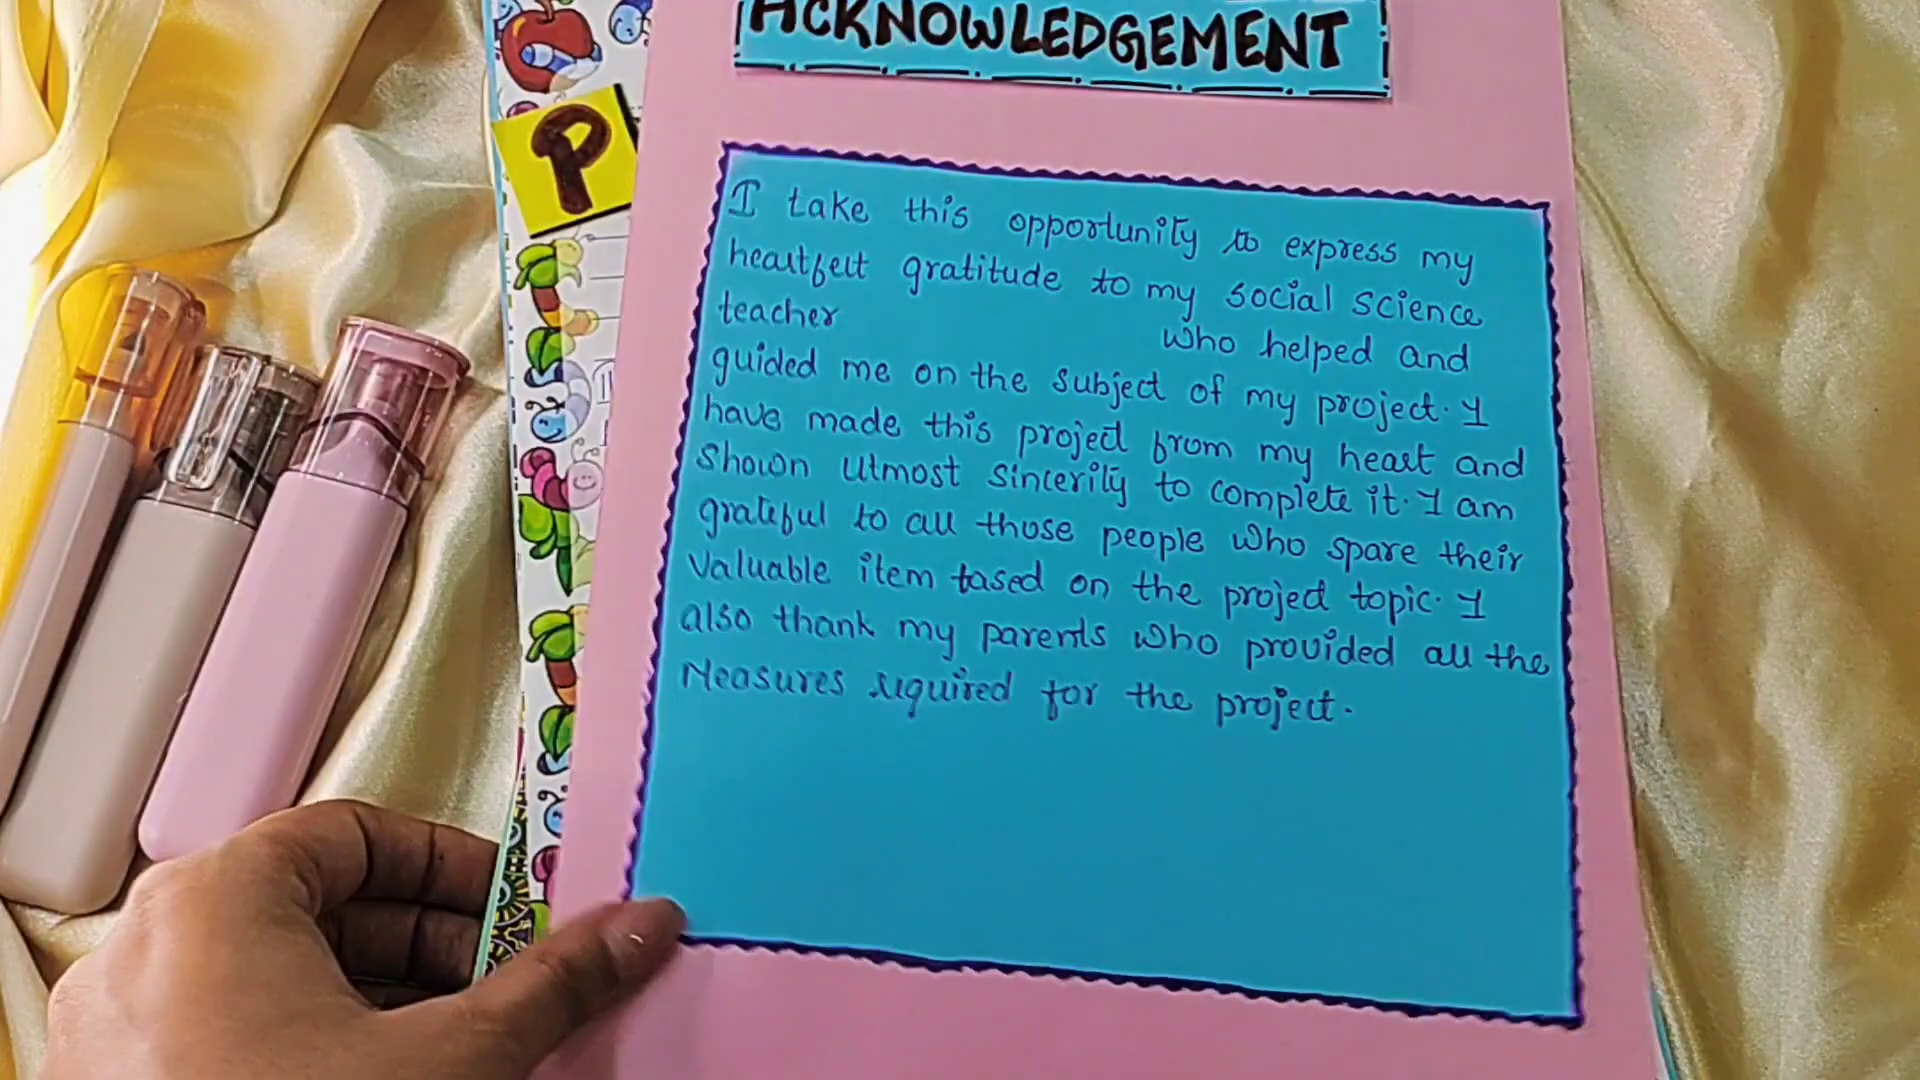 ACKNOWLEDGEMENT
P
I take this opportunity to express my
heartfelt gratitude to my social science
teacher who helped and
guided me on the subject of my project. I
have made this project from my heart and
shown utmost sincerity to complete it. I am
grateful to all those people who spare their
valuable item based on the project topic. I
also thank my parents who provided all the
Measures required for the project.